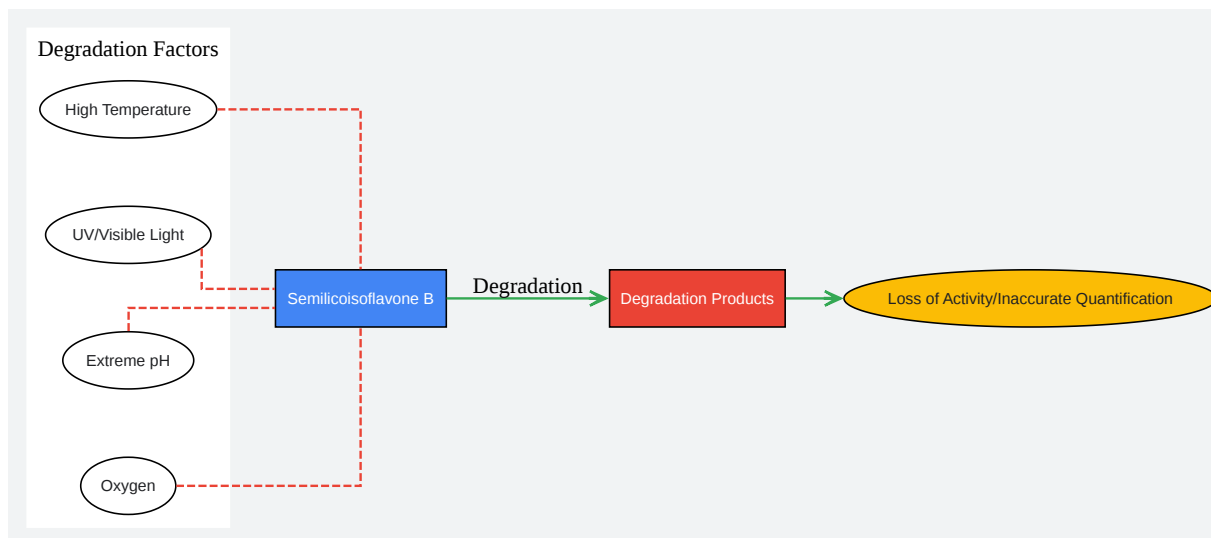 Degradation Factors
High Temperature
UV/Visible Light
Extreme pH
Oxygen
Semilicoisoflavone B
Degradation
Degradation Products
Loss of Activity/Inaccurate Quantification